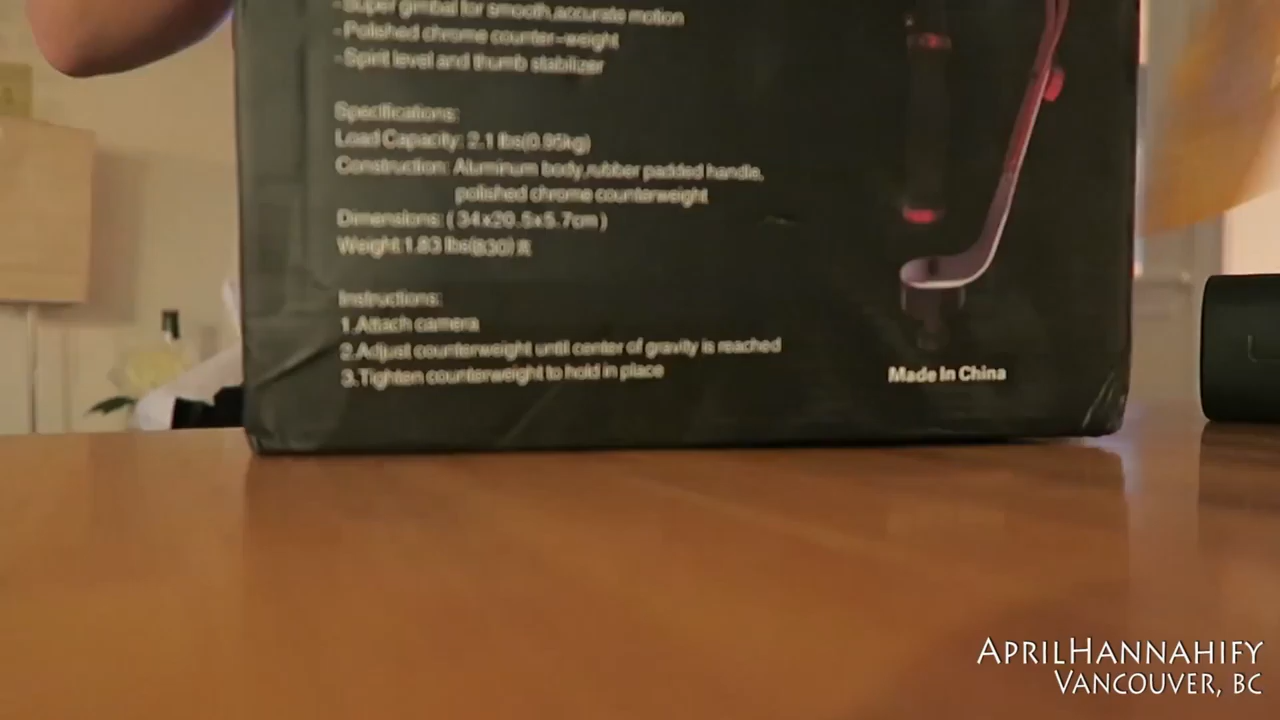 -Super gimbal for smooth,accurate motion
-Polished chrome counter-weight
-Spirit level and thumb stabilizer
Specifications:
Load Capacity: 2.1 lbs(0.95kg)
Construction: Aluminum body,rubber padded handle,
polished chrome counterweight
Dimensions: ( 34x20.5x5.7cm )
Weight:1.83 lbs(830)克
Instructions:
1.Attach camera
2.Adjust counterweight until center of gravity is reached
3.Tighten counterweight to hold in place
Made In China
AprilHannahify
Vancouver, BC